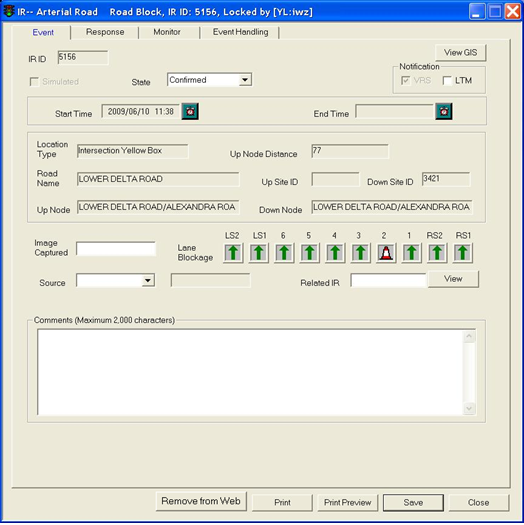 IR-- Arterial Road Road Block, IR ID: 5156, Locked by [YL:iwz]
Event Response Monitor Event Handling
IR ID 5156 View GIS
Notification
Simulated State Confirmed VRS LTM
Start Time 2009/06/10 11:38 End Time
Location Type Intersection Yellow Box Up Node Distance 77
Road Name LOWER DELTA ROAD Up Site ID Down Site ID 3421
Up Node LOWER DELTA ROAD/ALEXANDRA ROA Down Node LOWER DELTA ROAD/ALEXANDRA ROA
LS2 LS1 6 5 4 3 2 1 RS2 RS1
Image Captured Lane Blockage
Source Related IR View
Comments (Maximum 2,000 characters)
Remove from Web Print Print Preview Save Close